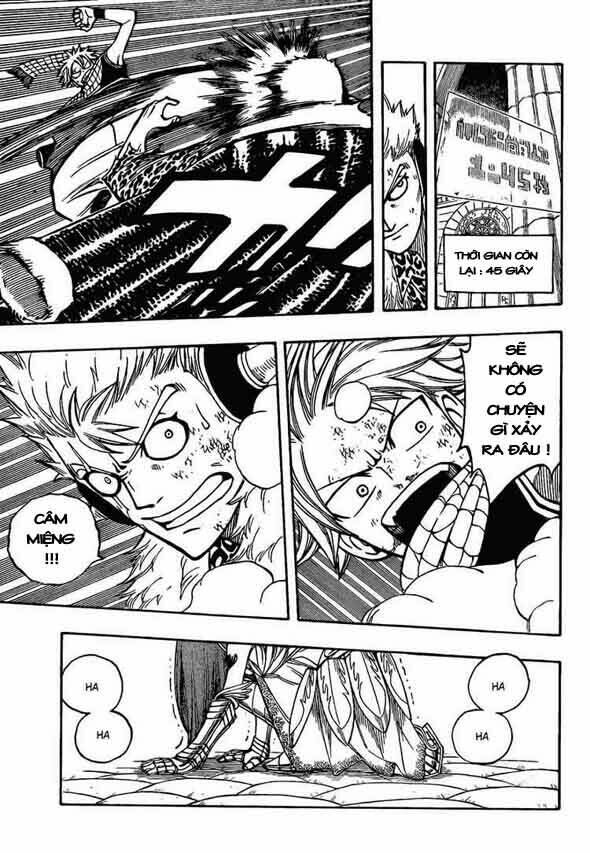 THỜI GIAN CÒN
LẠI : 45 GIÂY
SẼ
KHÔNG
CÓ
CHUYỆN
GÌ XẢY
RA ĐÂU !
CÂM
MIỆNG
!!!
HA
HA
HA
HA